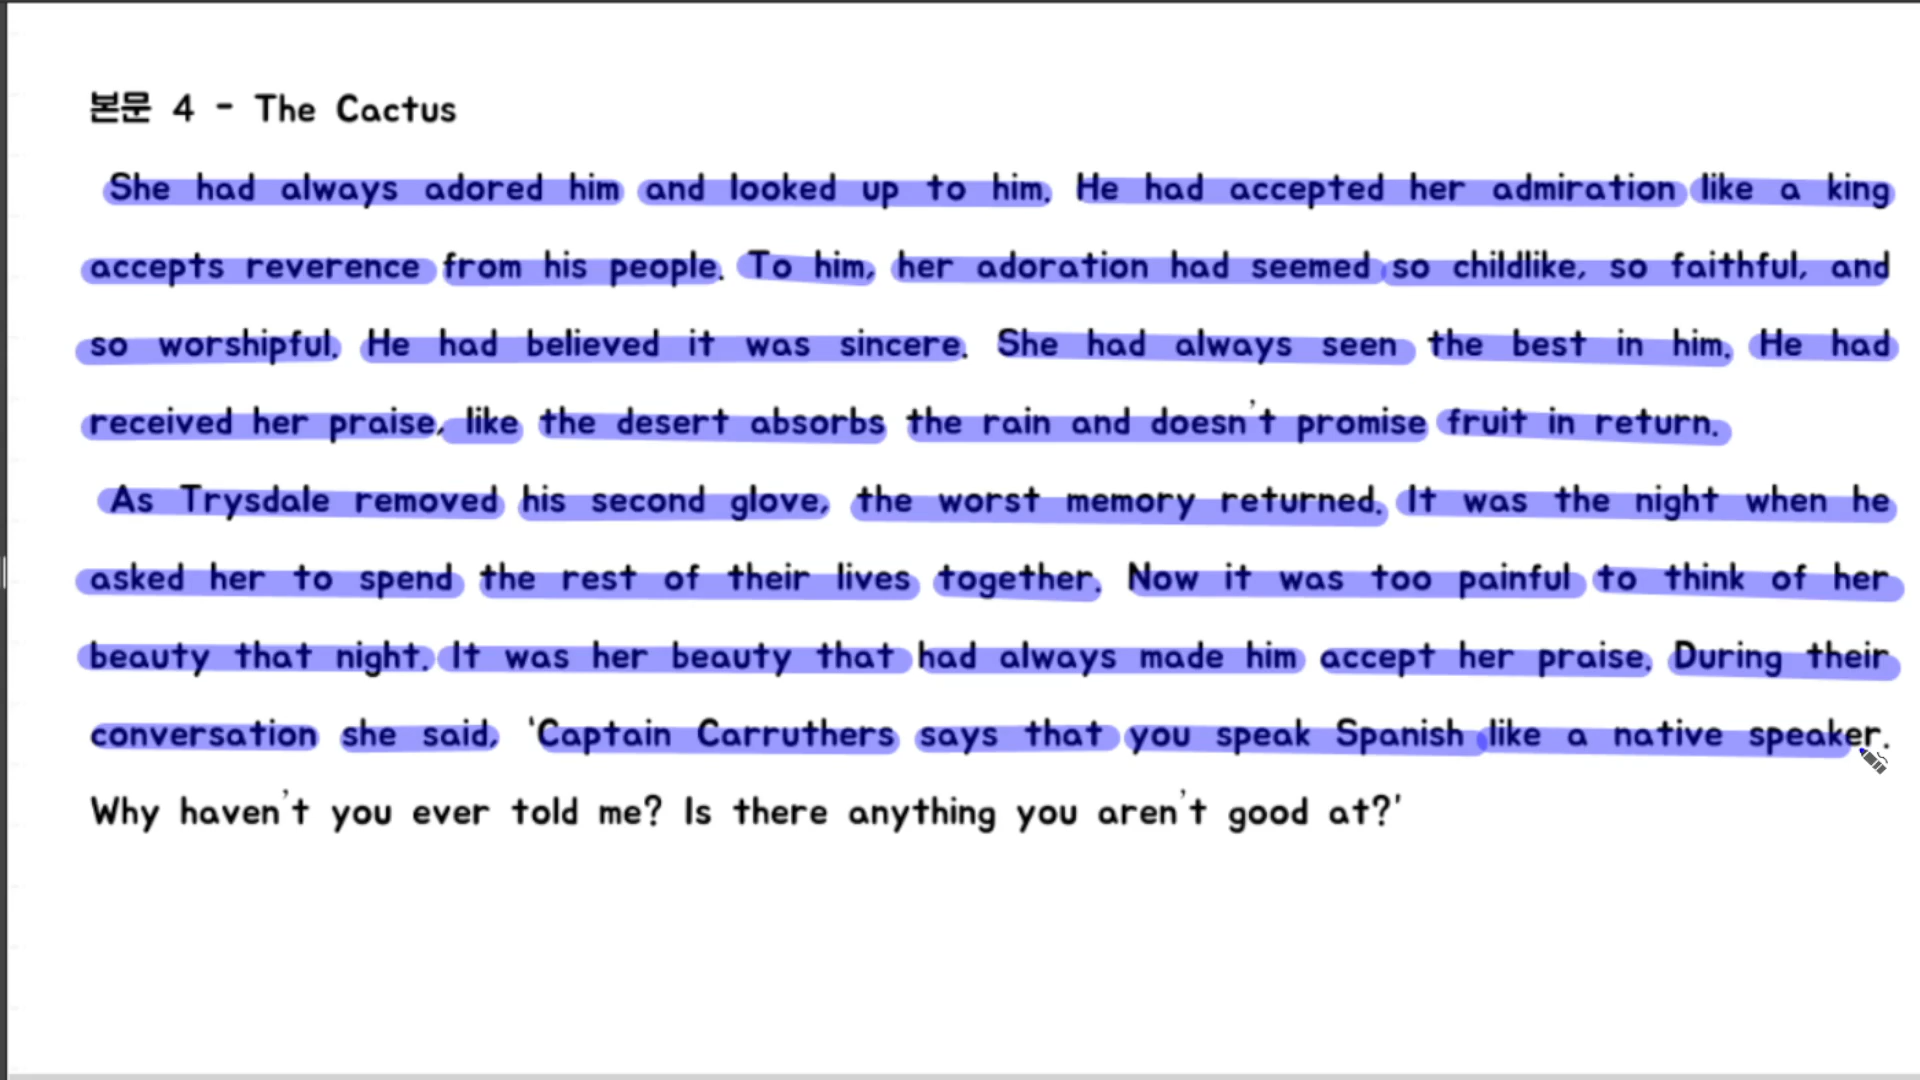 본문 4 - The Cactus
She had always adored him and looked up to him. He had accepted her admiration like a king
accepts reverence from his people. To him, her adoration had seemed so childlike, so faithful, and
so worshipful. He had believed it was sincere. She had always seen the best in him. He had
received her praise, like the desert absorbs the rain and doesn't promise fruit in return.
As Trysdale removed his second glove, the worst memory returned. It was the night when he
asked her to spend the rest of their lives together. Now it was too painful to think of her
beauty that night. It was her beauty that had always made him accept her praise. During their
conversation she said, 'Captain Carruthers says that you speak Spanish like a native speaker.
Why haven't you ever told me? Is there anything you aren't good at?'